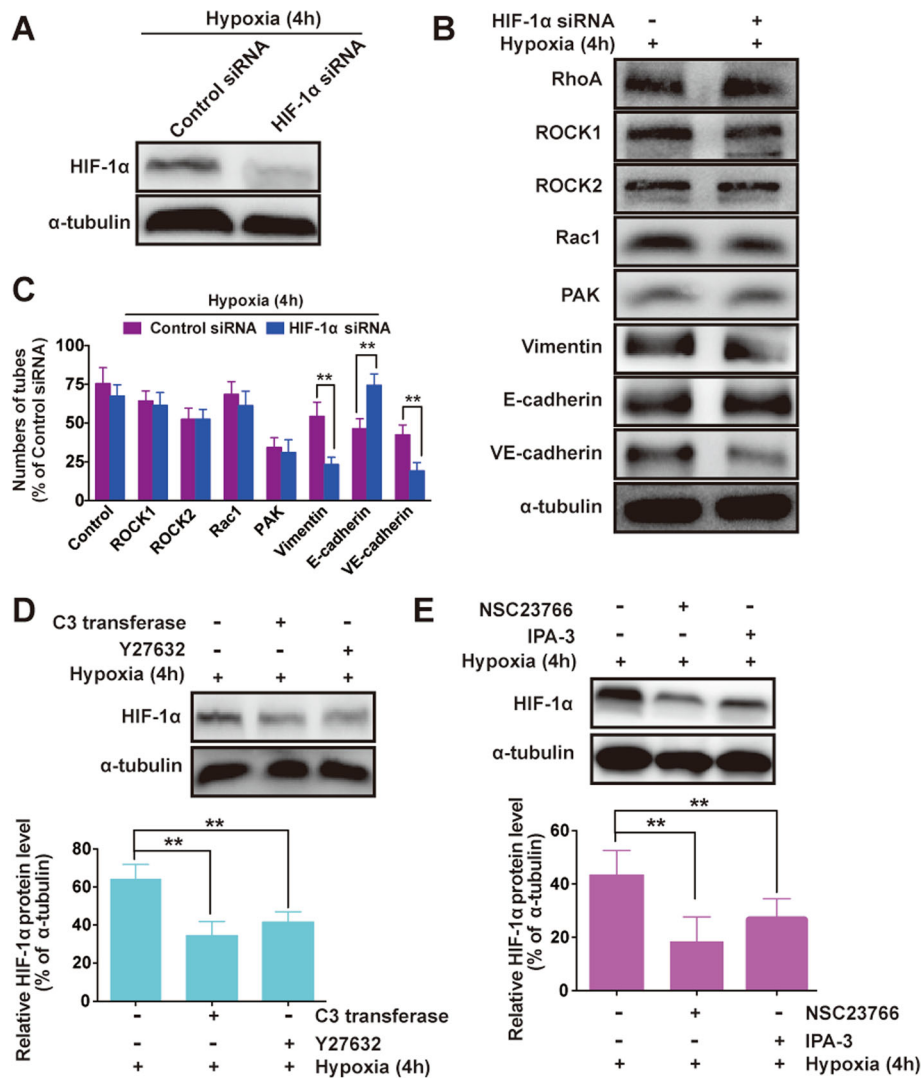 A
Hypoxia (4h)
Control siRNA
HIF-1α siRNA
HIF-1α
α-tubulin
B
HIF-1α siRNA - +
Hypoxia (4h) + +
RhoA
ROCK1
ROCK2
Rac1
PAK
Vimentin
E-cadherin
VE-cadherin
α-tubulin
C
Hypoxia (4h)
Control siRNA HIF-1α siRNA
Numbers of tubes
(% of Control siRNA)
100
75
50
25
0
** ** **
Control
ROCK1
ROCK2
Rac1
PAK
Vimentin
E-cadherin
VE-cadherin
D
C3 transferase - + -
Y27632 - - +
Hypoxia (4h) + + +
HIF-1α
α-tubulin
Relative HIF-1α protein level
(% of α-tubulin)
80
60
40
20
0
**
**
- + - C3 transferase
- - + Y27632
+ + + Hypoxia (4h)
E
NSC23766 - + -
IPA-3 - - +
Hypoxia (4h) + + +
HIF-1α
α-tubulin
Relative HIF-1α protein level
(% of α-tubulin)
60
40
20
0
**
**
- + - NSC23766
- - + IPA-3
+ + + Hypoxia (4h)